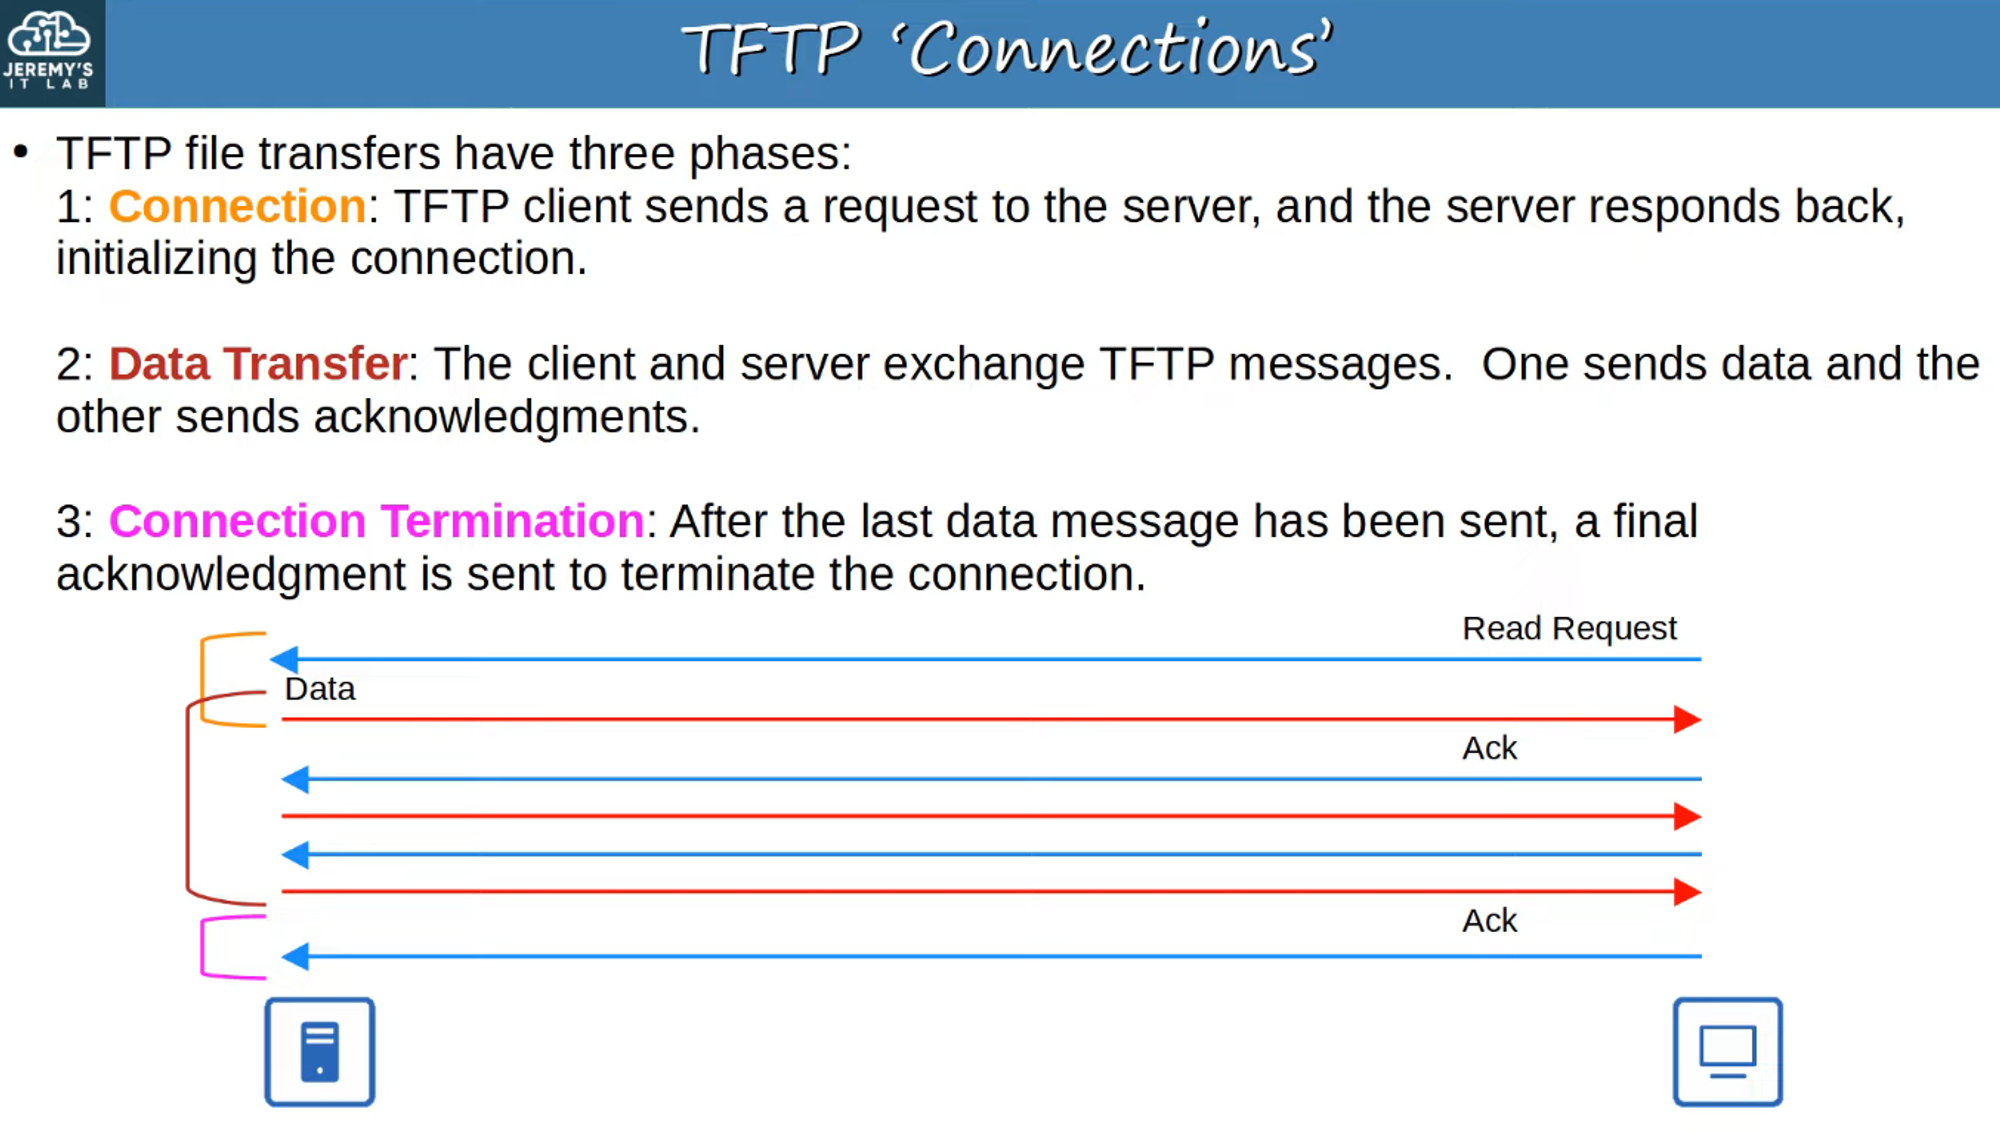 JEREMY'S
IT LAB
TFTP ‘Connections’
• TFTP file transfers have three phases:
1: Connection: TFTP client sends a request to the server, and the server responds back,
initializing the connection.
2: Data Transfer: The client and server exchange TFTP messages.  One sends data and the
other sends acknowledgments.
3: Connection Termination: After the last data message has been sent, a final
acknowledgment is sent to terminate the connection.
Read Request
Data
Ack
Ack